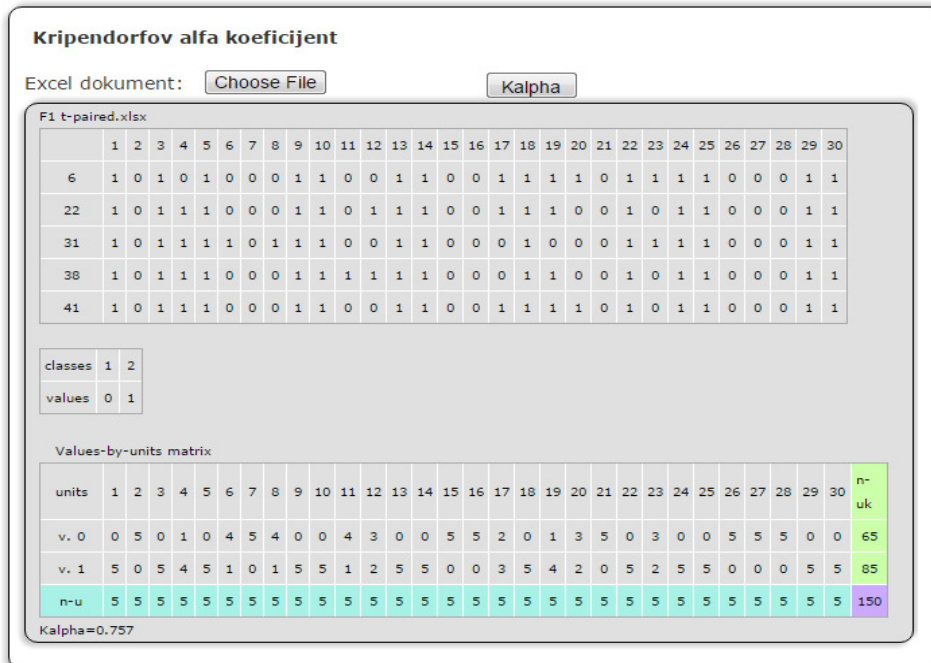 Kripendorfov alfa koeficijent
Excel dokument: Choose File Kalpha
F1 t-paired.xlsx
1 2 3 4 5 6 7 8 9 10 11 12 13 14 15 16 17 18 19 20 21 22 23 24 25 26 27 28 29 30
6 1 0 1 0 1 0 0 0 1 1 0 0 1 1 0 0 1 1 1 1 0 1 1 1 1 0 0 0 1 1
22 1 0 1 1 1 0 0 0 1 1 0 1 1 1 0 0 1 1 1 0 0 1 0 1 1 0 0 0 1 1
31 1 0 1 1 1 1 0 1 1 1 0 0 1 1 0 0 0 1 0 0 0 1 1 1 1 0 0 0 1 1
38 1 0 1 1 1 0 0 0 1 1 1 1 1 1 0 0 0 1 1 0 0 1 0 1 1 0 0 0 1 1
41 1 0 1 1 1 0 0 0 1 1 0 0 1 1 0 0 1 1 1 1 0 1 0 1 1 0 0 0 1 1
classes 1 2
values 0 1
Values-by-units matrix
units 1 2 3 4 5 6 7 8 9 10 11 12 13 14 15 16 17 18 19 20 21 22 23 24 25 26 27 28 29 30 n-
uk
v. 0 0 5 0 1 0 4 5 4 0 0 4 3 0 0 5 5 2 0 1 3 5 0 3 0 0 5 5 5 0 0 65
v. 1 5 0 5 4 5 1 0 1 5 5 1 2 5 5 0 0 3 5 4 2 0 5 2 5 5 0 0 0 5 5 85
n-u 5 5 5 5 5 5 5 5 5 5 5 5 5 5 5 5 5 5 5 5 5 5 5 5 5 5 5 5 5 5 150
Kalpha=0.757